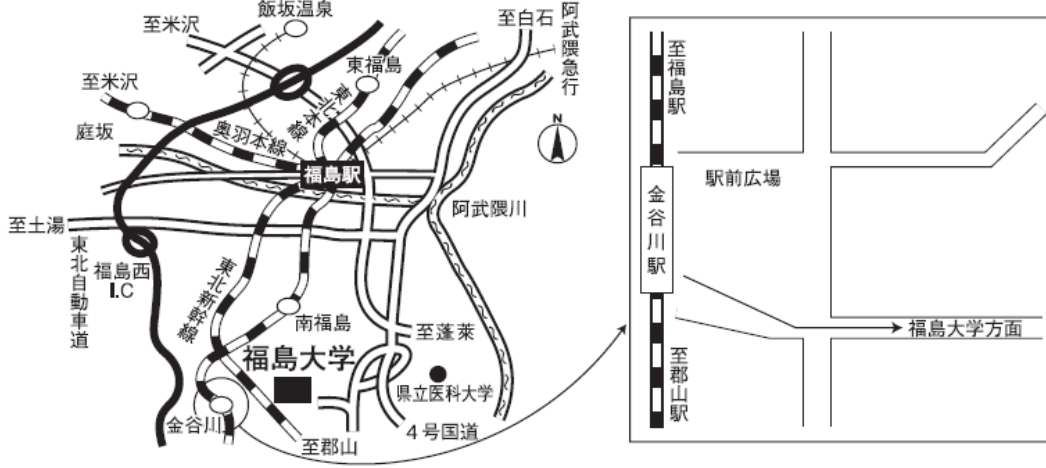 飯坂温泉
至米沢
至白石
阿武隈急行
東福島
至米沢
東北本線
庭坂
奥羽本線
N
福島駅
阿武隈川
至土湯
東北自動車道
福島西
I.C
東北新幹線
南福島
至蓬莱
福島大学
県立医科大学
金谷川
至郡山
4号国道
至福島駅
駅前広場
金谷川駅
福島大学方面
至郡山駅